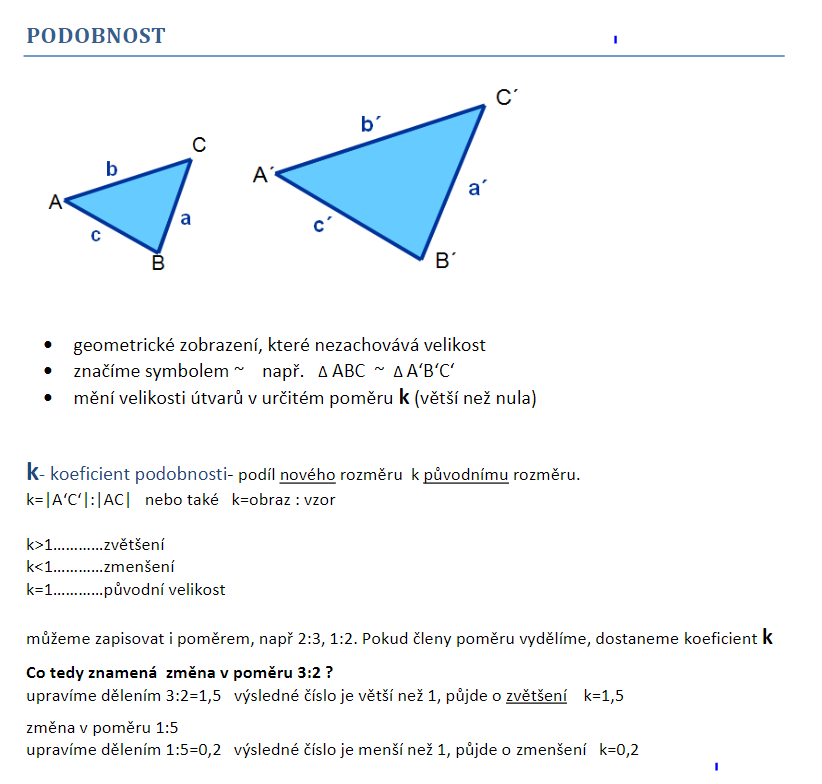 PODOBNOST
C´
b´
C
A´
b
a´
A
a
c´
c
B
B´
• geometrické zobrazení, které nezachovává velikost
• značíme symbolem ~ např. Δ ABC ~ Δ A‘B‘C‘
• mění velikosti útvarů v určitém poměru k (větší než nula)
k- koeficient podobnosti- podíl nového rozměru k původnímu rozměru.
k=|A‘C‘|:|AC| nebo také k=obraz : vzor
k>1…………zvětšení
k<1…………zmenšení
k=1…………původní velikost
můžeme zapisovat i poměrem, např 2:3, 1:2. Pokud členy poměru vydělíme, dostaneme koeficient k
Co tedy znamená změna v poměru 3:2 ?
upravíme dělením 3:2=1,5 výsledné číslo je větší než 1, půjde o zvětšení k=1,5
změna v poměru 1:5
upravíme dělením 1:5=0,2 výsledné číslo je menší než 1, půjde o zmenšení k=0,2